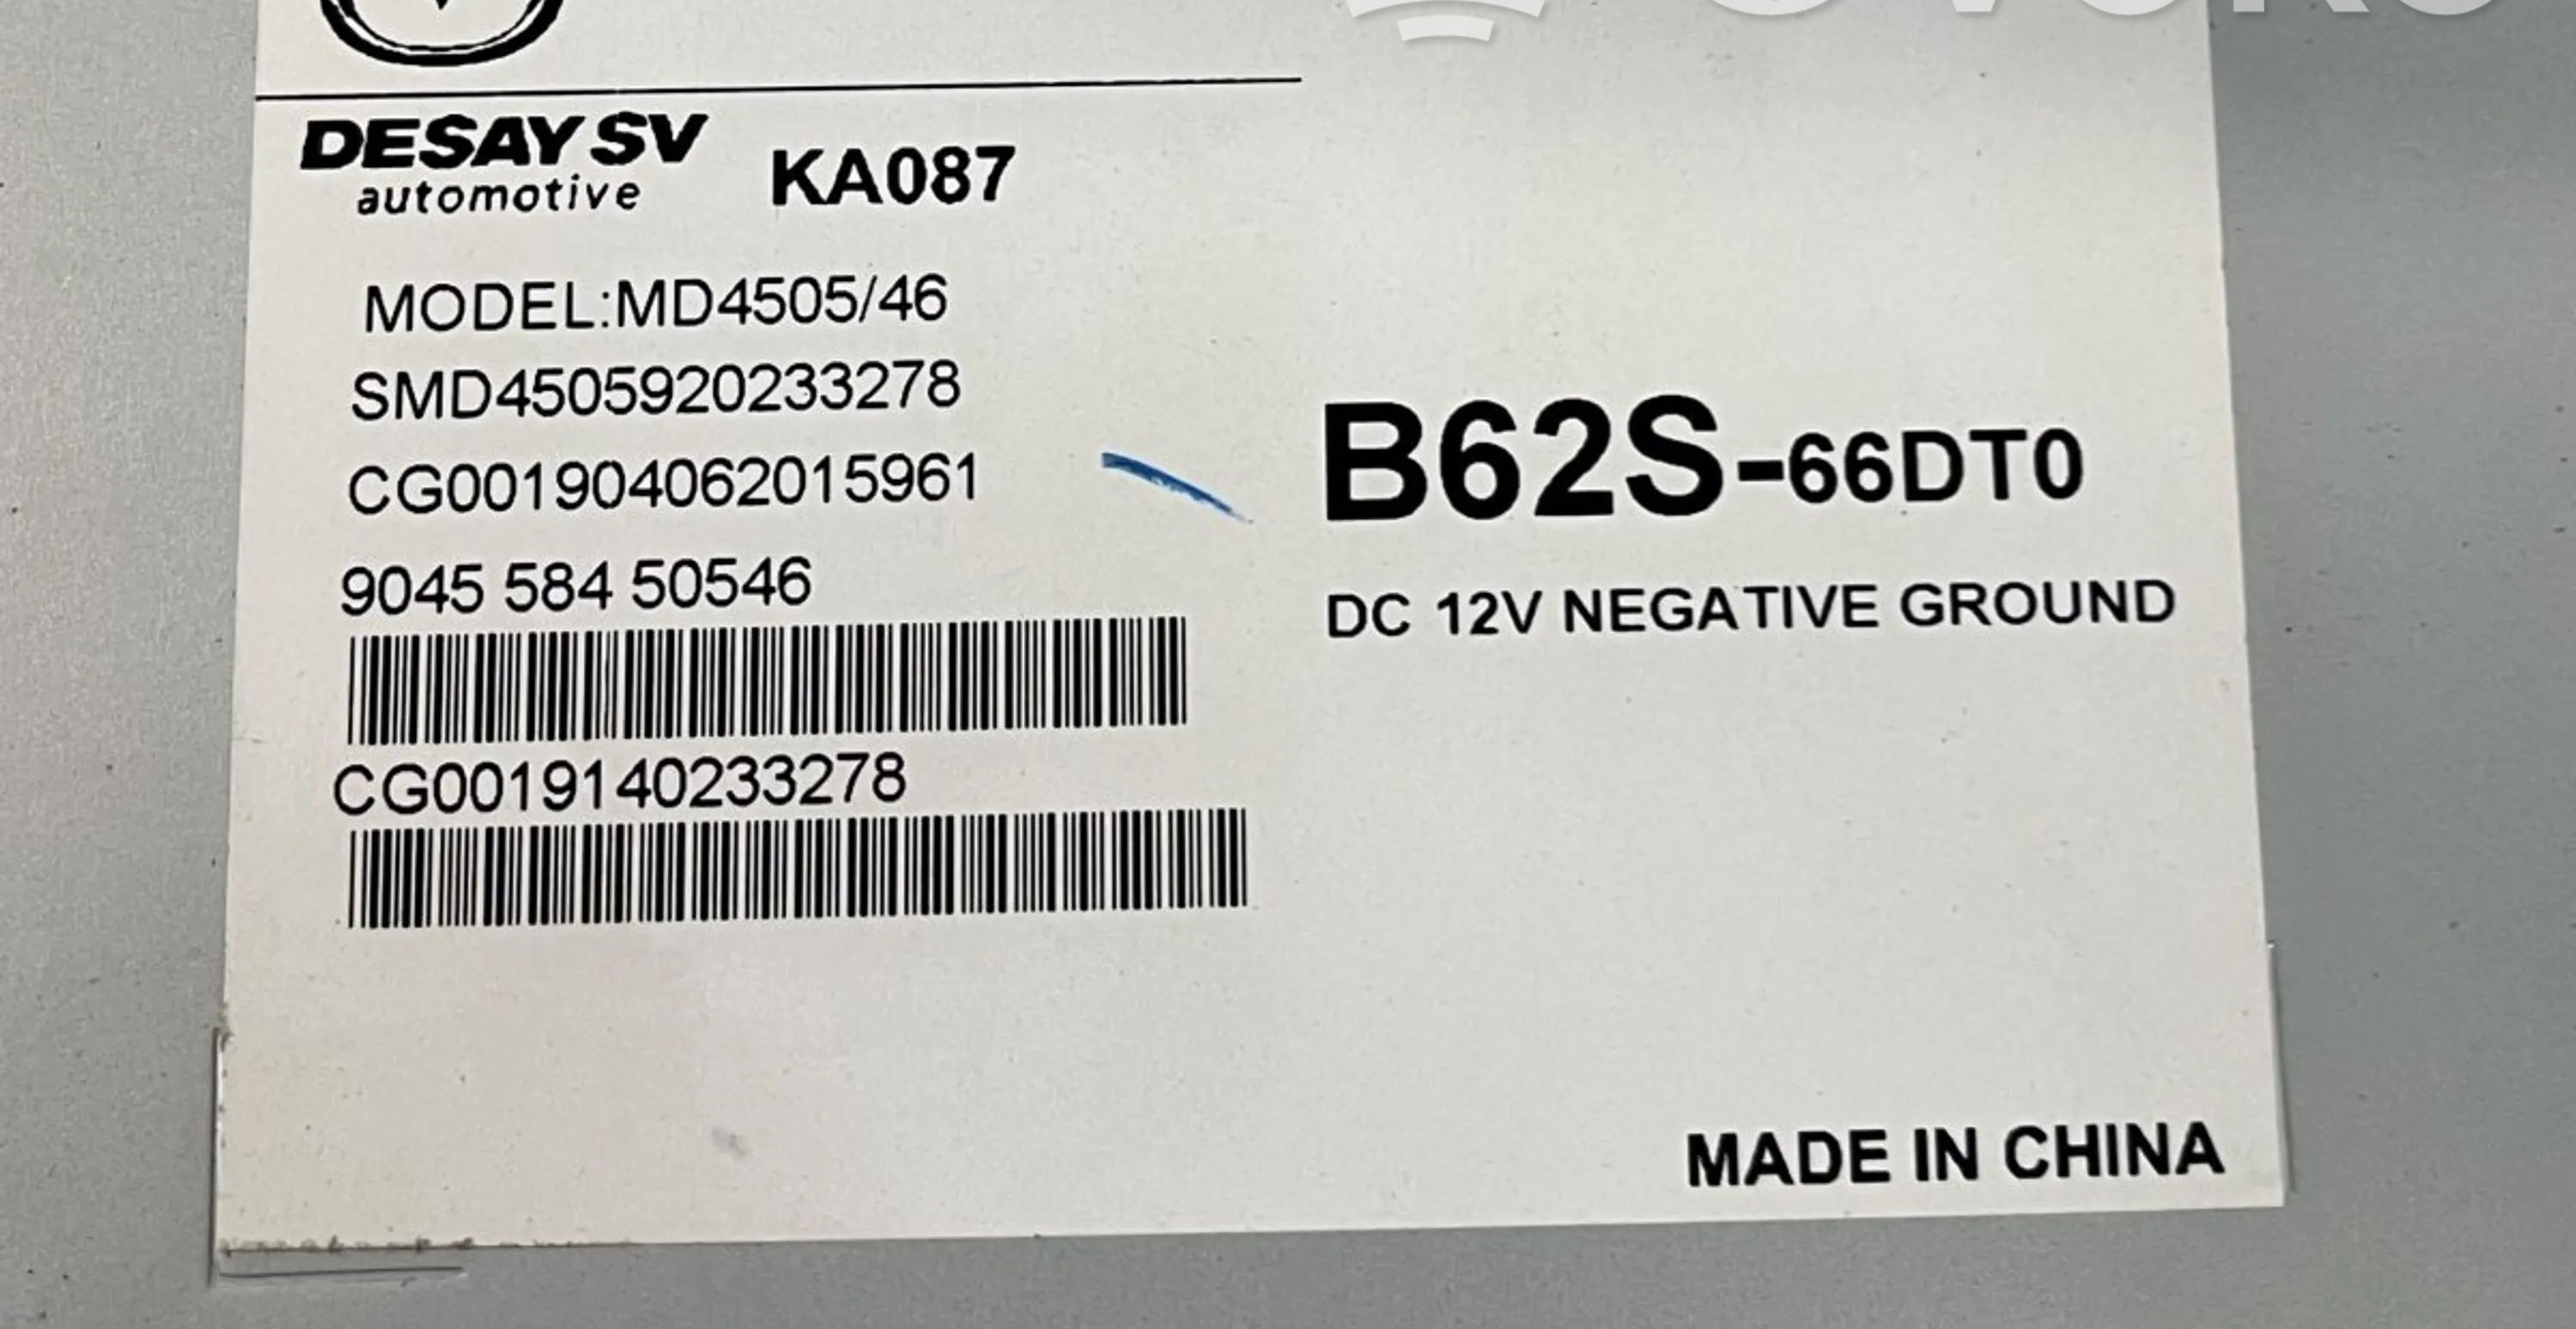 DESAY SV
automotive
KA087
MODEL:MD4505/46
SMD4505920233278
CG001904062015961
9045 584 50546
CG0019140233278
B62S-66DT0
DC 12V NEGATIVE GROUND
MADE IN CHINA